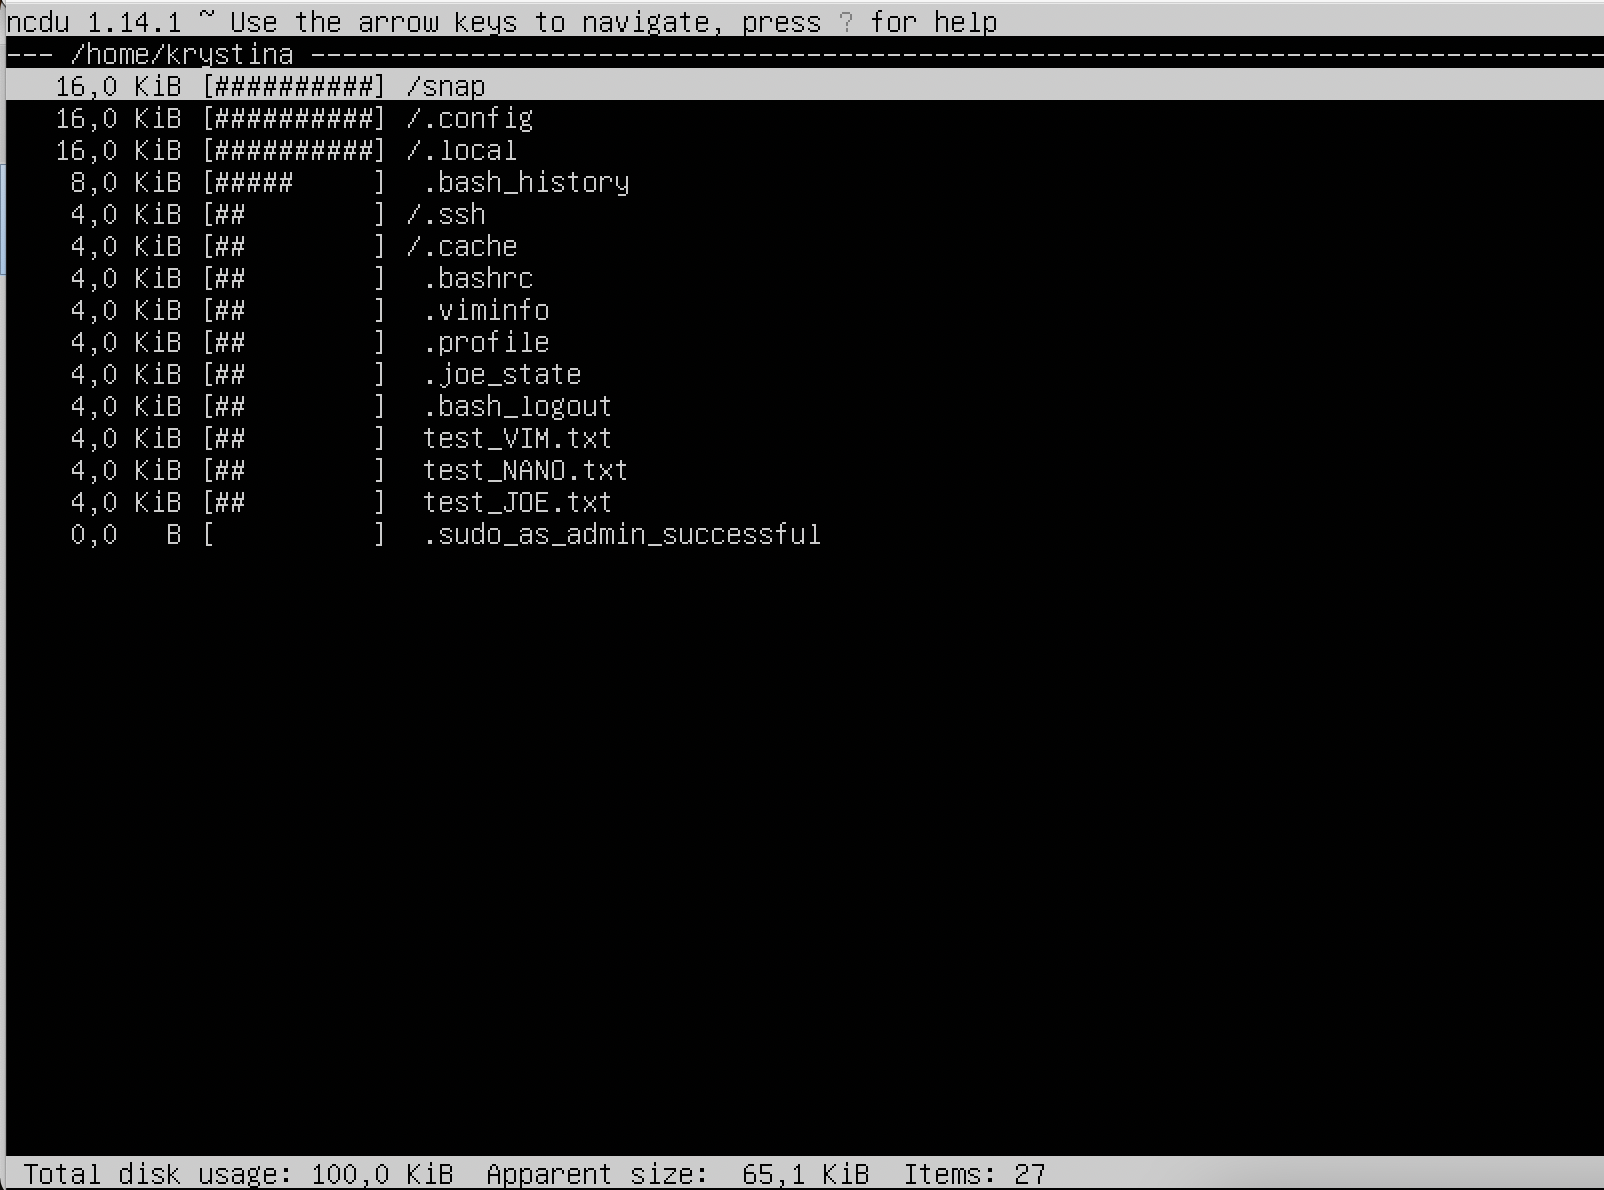 ncdu 1.14.1 ~ Use the arrow keys to navigate, press ? for help
--- /home/krystina ---------------------------------------------------------------------------------
   16,0 KiB [##########] /snap
   16,0 KiB [##########] /.config
   16,0 KiB [##########] /.local
    8,0 KiB [#####     ]  .bash_history
    4,0 KiB [##        ] /.ssh
    4,0 KiB [##        ] /.cache
    4,0 KiB [##        ]  .bashrc
    4,0 KiB [##        ]  .viminfo
    4,0 KiB [##        ]  .profile
    4,0 KiB [##        ]  .joe_state
    4,0 KiB [##        ]  .bash_logout
    4,0 KiB [##        ]  test_VIM.txt
    4,0 KiB [##        ]  test_NANO.txt
    4,0 KiB [##        ]  test_JOE.txt
    0,0   B [          ]  .sudo_as_admin_successful
 Total disk usage: 100,0 KiB  Apparent size:  65,1 KiB  Items: 27